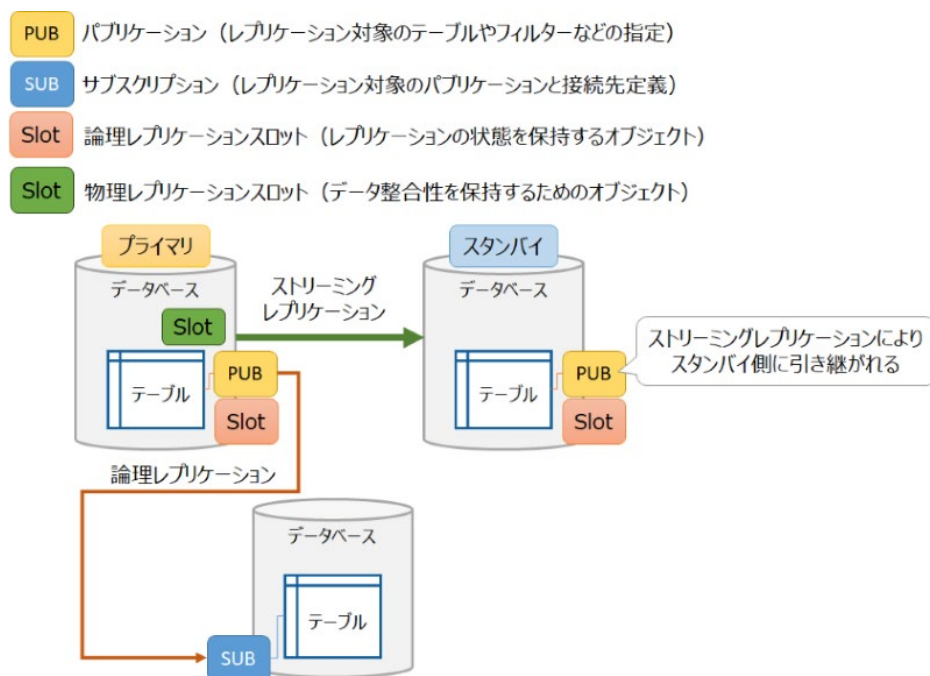 PUB パブリケーション（レプリケーション対象のテーブルやフィルターなどの指定）
SUB サブスクリプション（レプリケーション対象のパブリケーションと接続先定義）
Slot 論理レプリケーションスロット（レプリケーションの状態を保持するオブジェクト）
Slot 物理レプリケーションスロット（データ整合性を保持するためのオブジェクト）
プライマリ
データベース
Slot
テーブル
PUB
Slot
ストリーミング
レプリケーション
スタンバイ
データベース
テーブル
PUB
Slot
ストリーミングレプリケーションにより
スタンバイ側に引き継がれる
論理レプリケーション
データベース
テーブル
SUB